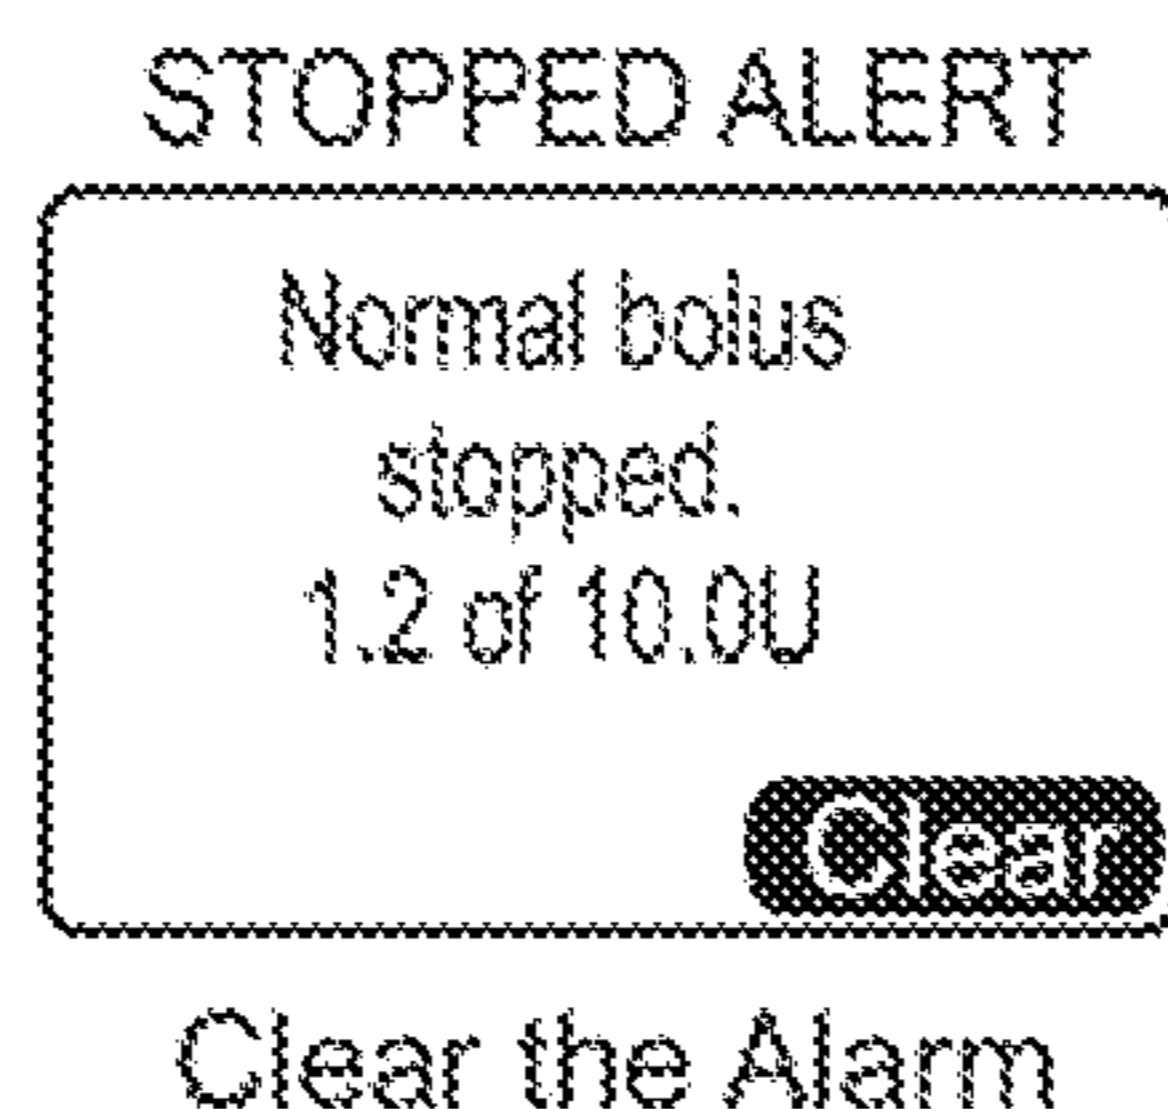 STOPPED ALERT
Normal bolus
stopped.
1.2 of 10.0U
Clear
Clear the Alarm